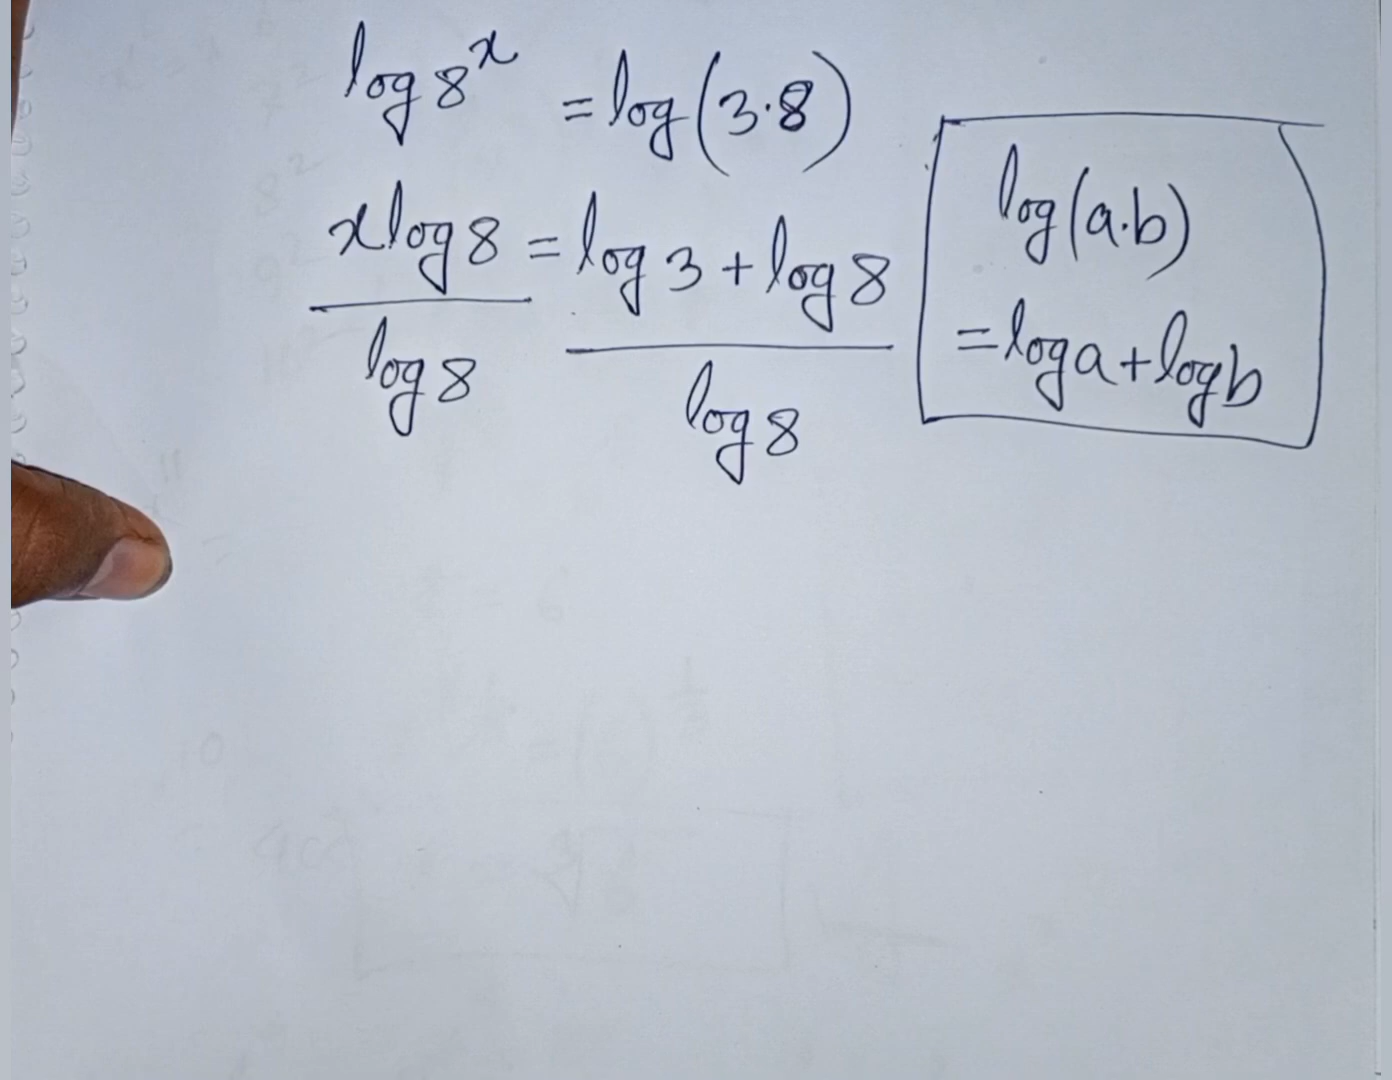 log 8^x = log(3·8)
x log 8 = log 3 + log 8
log 8 log 8
log(a·b)
= log a + log b